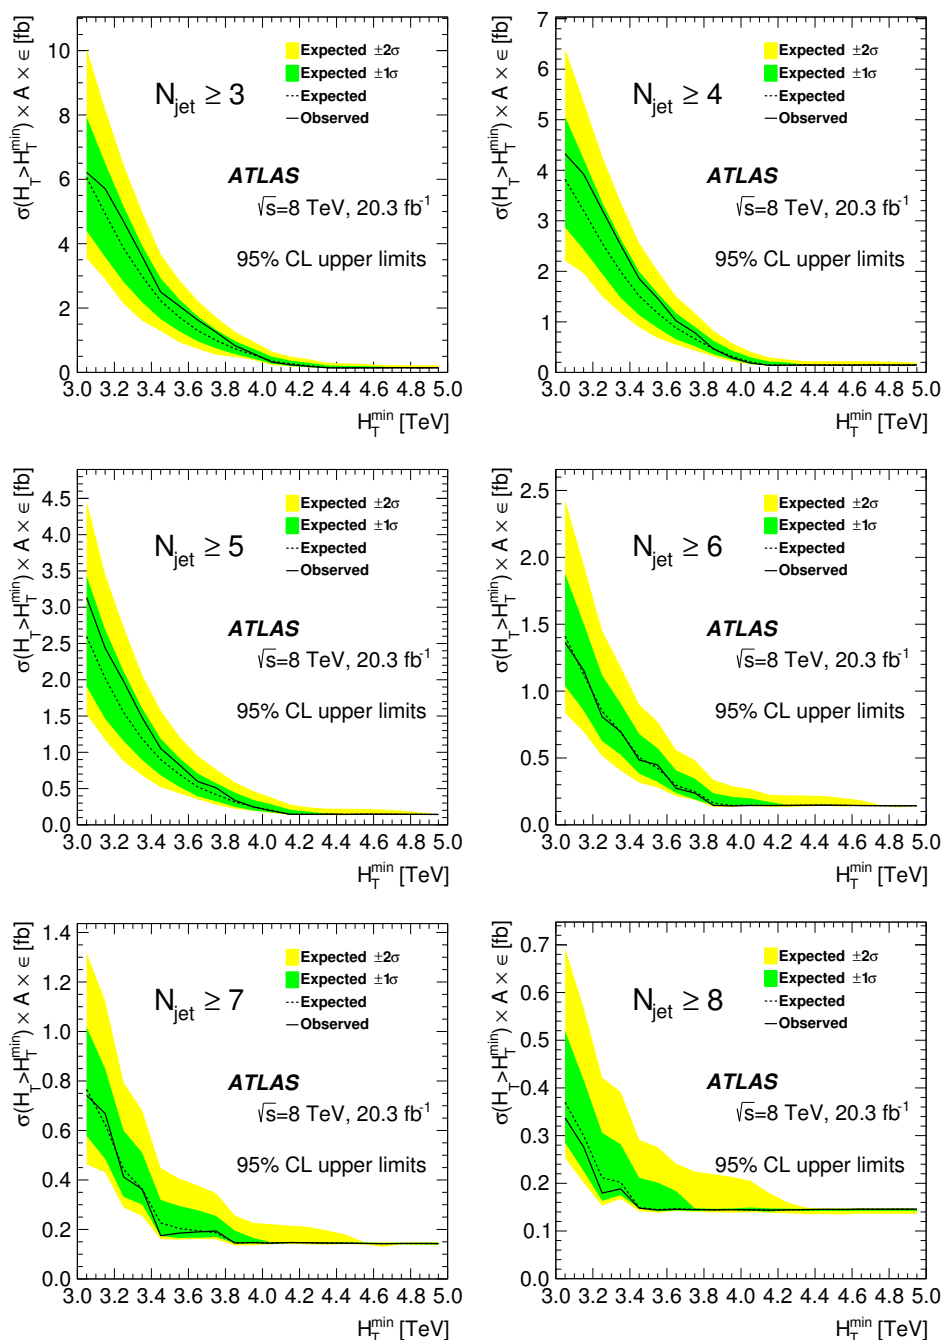 σ(H_T>H_T^min) × A × ϵ [fb]
10
8
6
4
2
0
Expected ±2σ
Expected ±1σ
Expected
Observed
N_jet ≥ 3
ATLAS
√s=8 TeV, 20.3 fb^-1
95% CL upper limits
3.0 3.2 3.4 3.6 3.8 4.0 4.2 4.4 4.6 4.8 5.0
H_T^min [TeV]
σ(H_T>H_T^min) × A × ϵ [fb]
7
6
5
4
3
2
1
0
Expected ±2σ
Expected ±1σ
Expected
Observed
N_jet ≥ 4
ATLAS
√s=8 TeV, 20.3 fb^-1
95% CL upper limits
3.0 3.2 3.4 3.6 3.8 4.0 4.2 4.4 4.6 4.8 5.0
H_T^min [TeV]
σ(H_T>H_T^min) × A × ϵ [fb]
4.5
4.0
3.5
3.0
2.5
2.0
1.5
1.0
0.5
0.0
Expected ±2σ
Expected ±1σ
Expected
Observed
N_jet ≥ 5
ATLAS
√s=8 TeV, 20.3 fb^-1
95% CL upper limits
3.0 3.2 3.4 3.6 3.8 4.0 4.2 4.4 4.6 4.8 5.0
H_T^min [TeV]
σ(H_T>H_T^min) × A × ϵ [fb]
2.5
2.0
1.5
1.0
0.5
0.0
Expected ±2σ
Expected ±1σ
Expected
Observed
N_jet ≥ 6
ATLAS
√s=8 TeV, 20.3 fb^-1
95% CL upper limits
3.0 3.2 3.4 3.6 3.8 4.0 4.2 4.4 4.6 4.8 5.0
H_T^min [TeV]
σ(H_T>H_T^min) × A × ϵ [fb]
1.4
1.2
1.0
0.8
0.6
0.4
0.2
0.0
Expected ±2σ
Expected ±1σ
Expected
Observed
N_jet ≥ 7
ATLAS
√s=8 TeV, 20.3 fb^-1
95% CL upper limits
3.0 3.2 3.4 3.6 3.8 4.0 4.2 4.4 4.6 4.8 5.0
H_T^min [TeV]
σ(H_T>H_T^min) × A × ϵ [fb]
0.7
0.6
0.5
0.4
0.3
0.2
0.1
0.0
Expected ±2σ
Expected ±1σ
Expected
Observed
N_jet ≥ 8
ATLAS
√s=8 TeV, 20.3 fb^-1
95% CL upper limits
3.0 3.2 3.4 3.6 3.8 4.0 4.2 4.4 4.6 4.8 5.0
H_T^min [TeV]